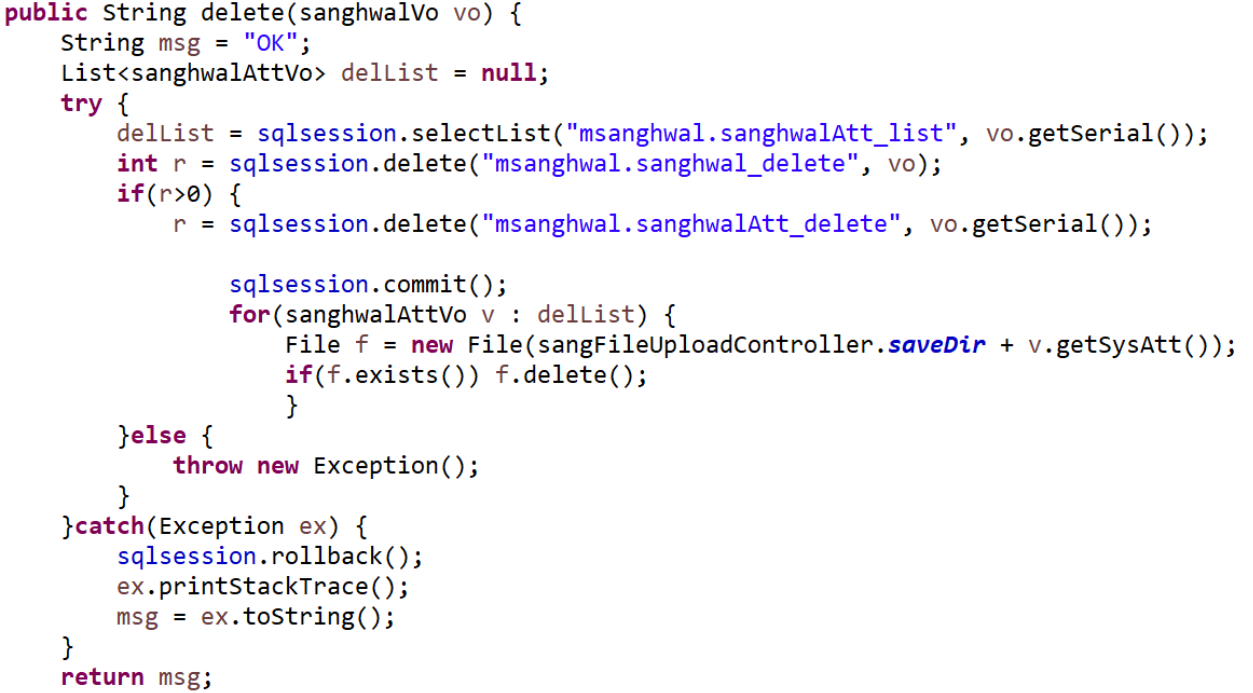 public String delete(sanghwalVo vo) {
    String msg = "OK";
    List<sanghwalAttVo> delList = null;
    try {
        delList = sqlsession.selectList("msanghwal.sanghwalAtt_list", vo.getSerial());
        int r = sqlsession.delete("msanghwal.sanghwal_delete", vo);
        if(r>0) {
            r = sqlsession.delete("msanghwal.sanghwalAtt_delete", vo.getSerial());

                sqlsession.commit();
                for(sanghwalAttVo v : delList) {
                    File f = new File(sangFileUploadController.saveDir + v.getSysAtt());
                    if(f.exists()) f.delete();
                    }
        }else {
            throw new Exception();
        }
    }catch(Exception ex) {
        sqlsession.rollback();
        ex.printStackTrace();
        msg = ex.toString();
    }
    return msg;